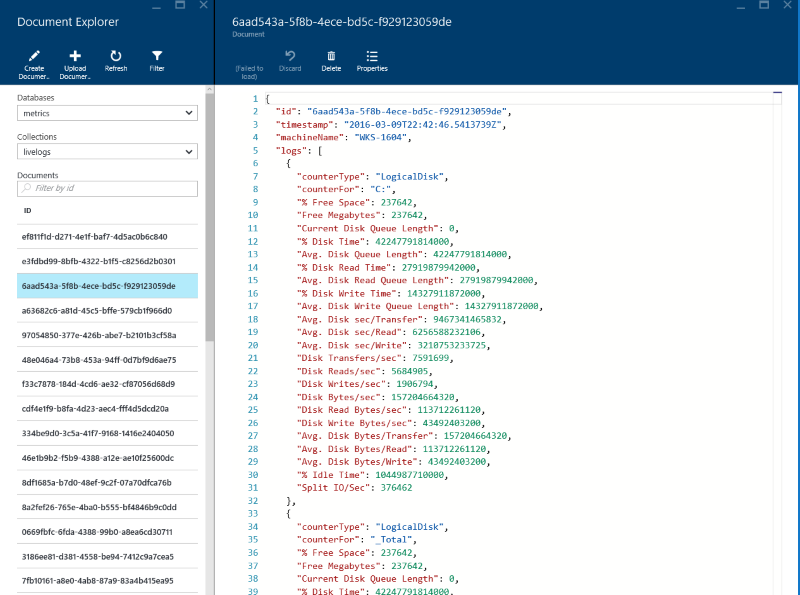 Document Explorer
Create
Documen..
Upload
Documen..
Refresh
Filter
Databases
metrics
Collections
livelogs
Documents
Filter by id
ID
ef811f1d-d271-4e1f-baf7-4d5ac0b6c840
e3fdbd99-8bfb-4322-b1f5-c8256d2b0301
6aad543a-5f8b-4ece-bd5c-f929123059de
a63682c6-a81d-45c5-bffe-579cb1f966d0
97054850-377e-426b-abe7-b2101b3cf58a
48e046a4-73b8-453a-94ff-0d7bf9d6ae75
f33c7878-184d-4cd6-ae32-cf87056d68d9
cdf4e1f9-b8fa-4d23-aec4-fff4d5dcd20a
334be9d0-3c5a-41f7-9168-1416e2404050
46e1b9b2-f5b9-4388-a12e-ae10f25600dc
8df1685a-b7d0-48ef-9c2f-07a70dfca76b
8a2fef26-765e-4ba0-b555-bf4846b9c0dd
0669fbfc-6fda-4388-99b0-a8ea6cd30711
3186ee81-d381-4558-be94-7412c9a7cea5
7fb10161-a8e0-4ab8-87a9-83a4b415ea95
6aad543a-5f8b-4ece-bd5c-f929123059de
Document
(Failed to
load)
Discard
Delete
Properties
1 {
2 "id": "6aad543a-5f8b-4ece-bd5c-f929123059de",
3 "timestamp": "2016-03-09T22:42:46.5413739Z",
4 "machineName": "WKS-1604",
5 "logs": [
6 {
7 "counterType": "LogicalDisk",
8 "counterFor": "C:",
9 "% Free Space": 237642,
10 "Free Megabytes": 237642,
11 "Current Disk Queue Length": 0,
12 "% Disk Time": 42247791814000,
13 "Avg. Disk Queue Length": 42247791814000,
14 "% Disk Read Time": 27919879942000,
15 "Avg. Disk Read Queue Length": 27919879942000,
16 "% Disk Write Time": 14327911872000,
17 "Avg. Disk Write Queue Length": 14327911872000,
18 "Avg. Disk sec/Transfer": 9467341465832,
19 "Avg. Disk sec/Read": 6256588232106,
20 "Avg. Disk sec/Write": 3210753233725,
21 "Disk Transfers/sec": 7591699,
22 "Disk Reads/sec": 5684905,
23 "Disk Writes/sec": 1906794,
24 "Disk Bytes/sec": 157204664320,
25 "Disk Read Bytes/sec": 113712261120,
26 "Disk Write Bytes/sec": 43492403200,
27 "Avg. Disk Bytes/Transfer": 157204664320,
28 "Avg. Disk Bytes/Read": 113712261120,
29 "Avg. Disk Bytes/Write": 43492403200,
30 "% Idle Time": 1044987710000,
31 "Split IO/Sec": 376462
32 },
33 {
34 "counterType": "LogicalDisk",
35 "counterFor": "_Total",
36 "% Free Space": 237642,
37 "Free Megabytes": 237642,
38 "Current Disk Queue Length": 0,
39 "% Disk Time": 42247791814000,